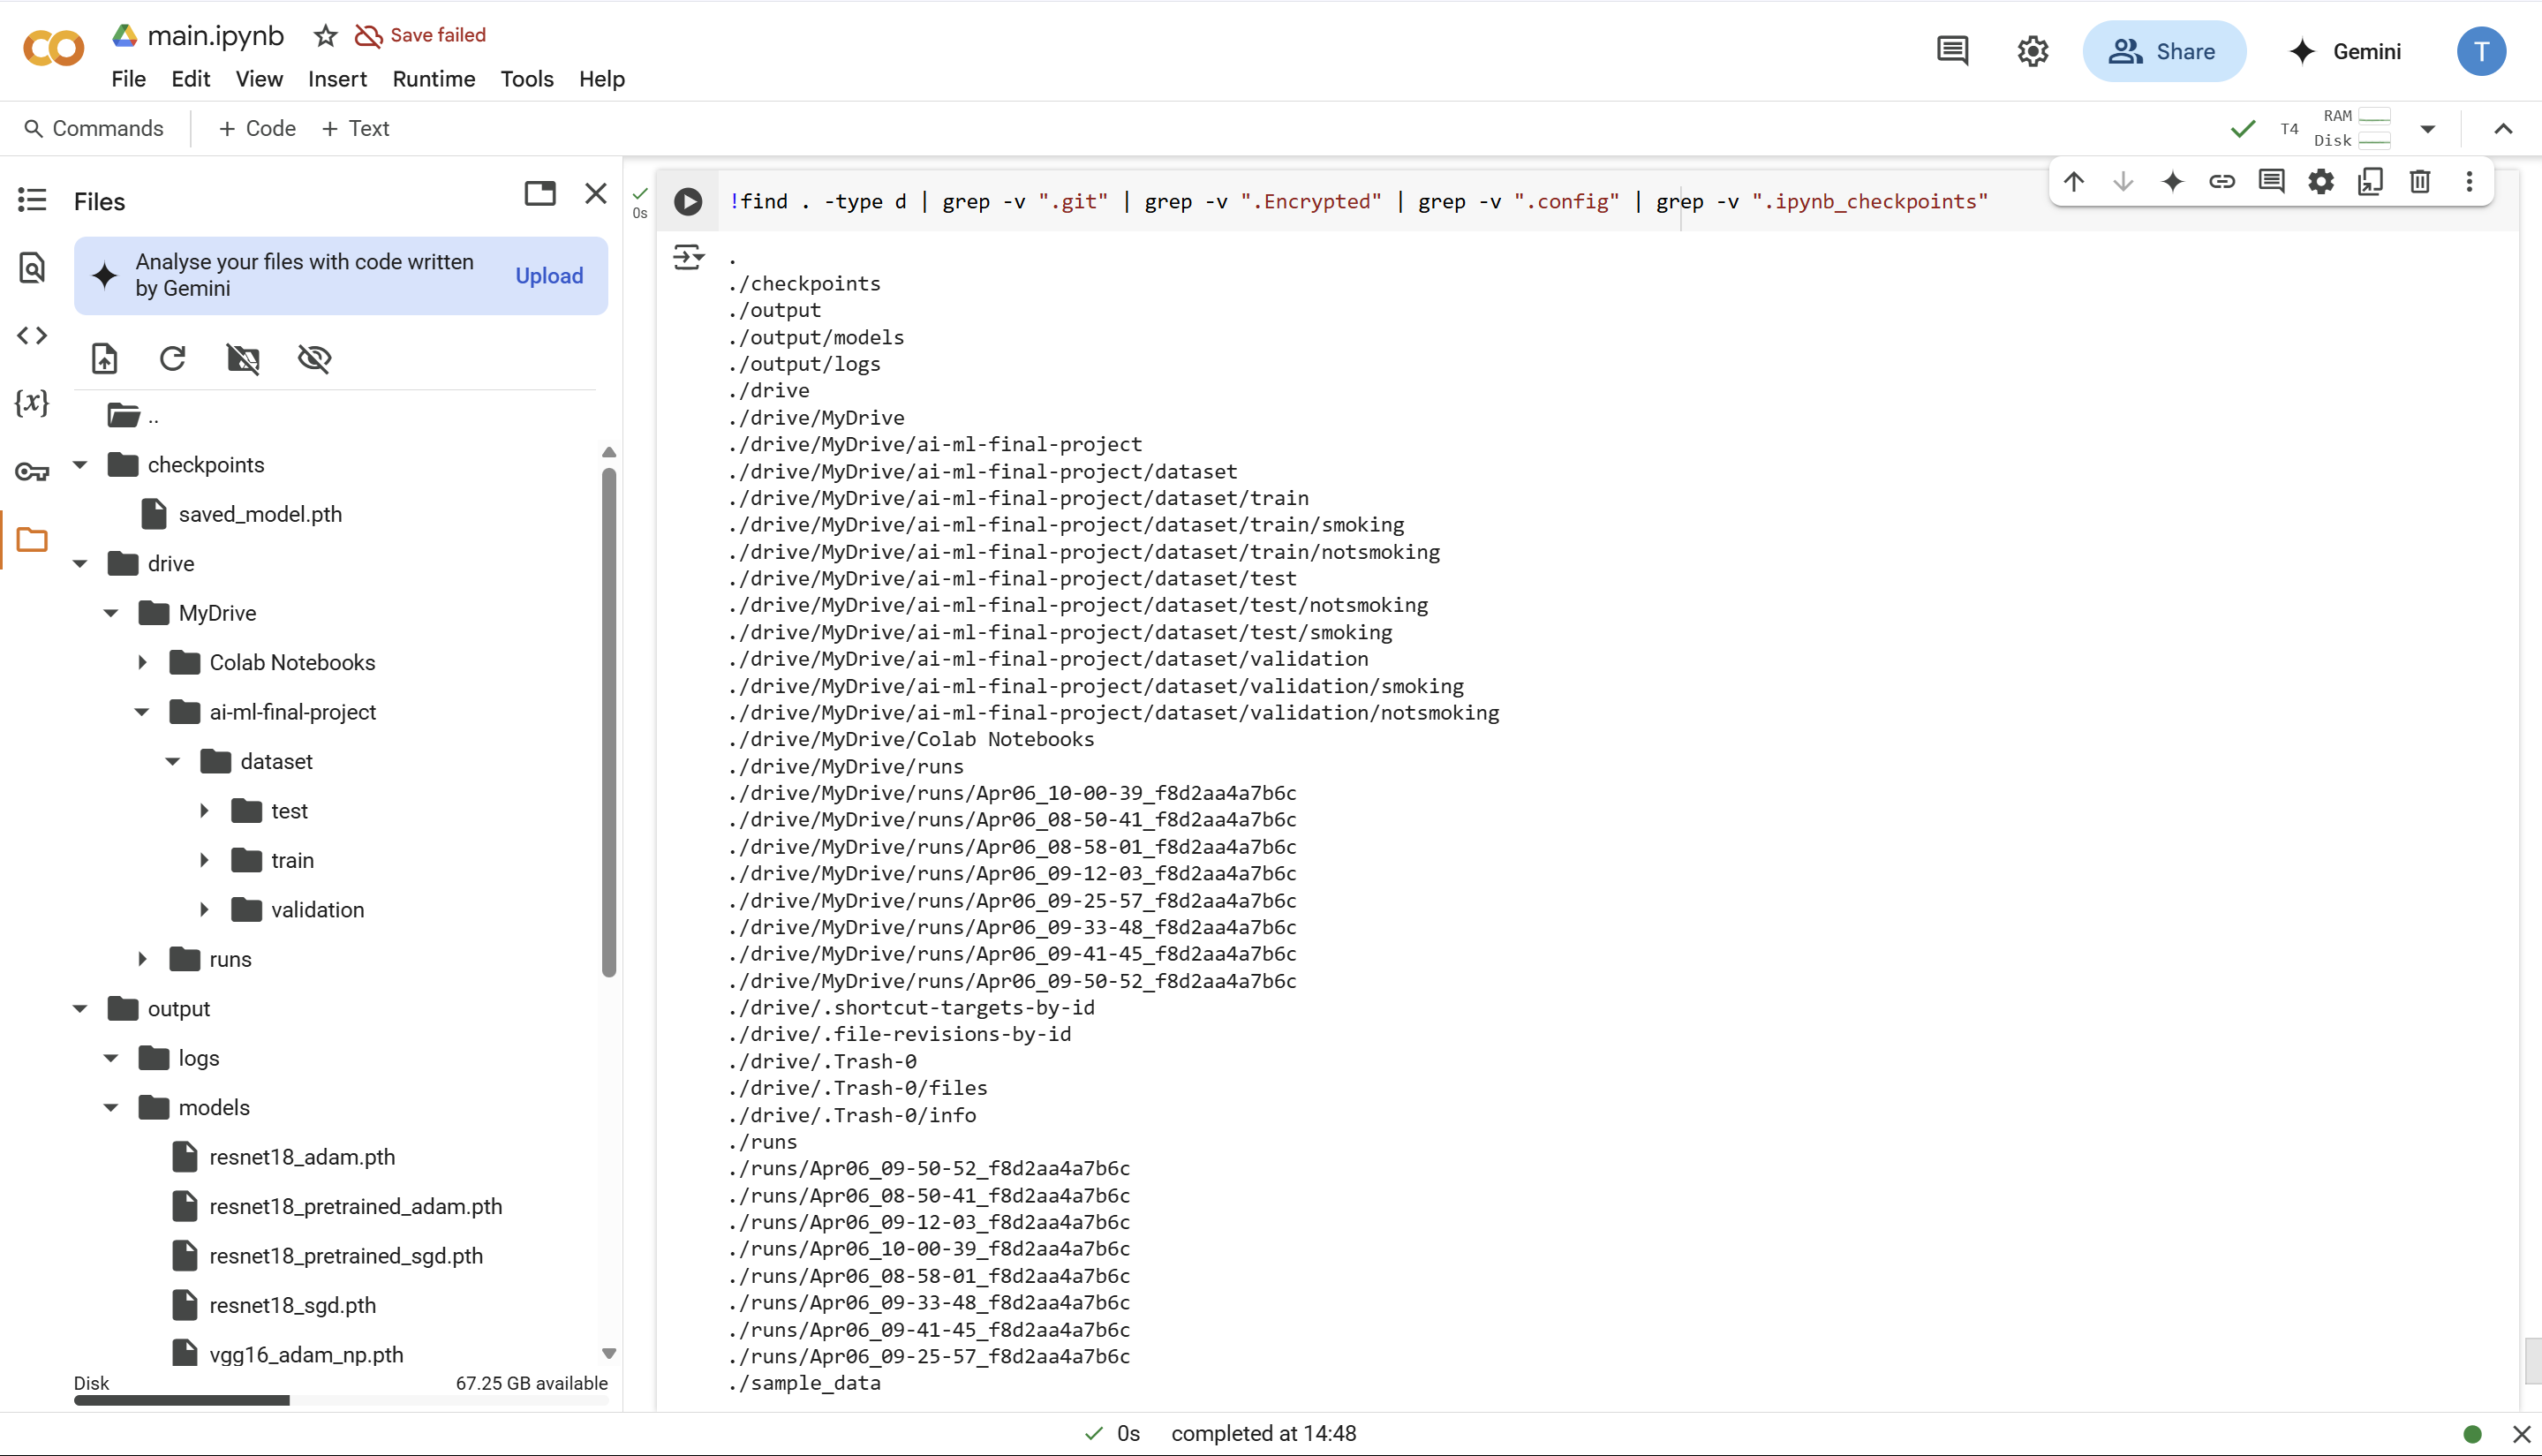 main.ipynb
Save failed
File Edit View Insert Runtime Tools Help
Share
Gemini
T
Commands
+ Code + Text
T4
RAM
Disk
Files
Analyse your files with code written
by Gemini
Upload
{x}
..
checkpoints
saved_model.pth
drive
MyDrive
Colab Notebooks
ai-ml-final-project
dataset
test
train
validation
runs
output
logs
models
resnet18_adam.pth
resnet18_pretrained_adam.pth
resnet18_pretrained_sgd.pth
resnet18_sgd.pth
vgg16_adam_np.pth
Disk
67.25 GB available
0s
!find . -type d | grep -v ".git" | grep -v ".Encrypted" | grep -v ".config" | grep -v ".ipynb_checkpoints"
.
./checkpoints
./output
./output/models
./output/logs
./drive
./drive/MyDrive
./drive/MyDrive/ai-ml-final-project
./drive/MyDrive/ai-ml-final-project/dataset
./drive/MyDrive/ai-ml-final-project/dataset/train
./drive/MyDrive/ai-ml-final-project/dataset/train/smoking
./drive/MyDrive/ai-ml-final-project/dataset/train/notsmoking
./drive/MyDrive/ai-ml-final-project/dataset/test
./drive/MyDrive/ai-ml-final-project/dataset/test/notsmoking
./drive/MyDrive/ai-ml-final-project/dataset/test/smoking
./drive/MyDrive/ai-ml-final-project/dataset/validation
./drive/MyDrive/ai-ml-final-project/dataset/validation/smoking
./drive/MyDrive/ai-ml-final-project/dataset/validation/notsmoking
./drive/MyDrive/Colab Notebooks
./drive/MyDrive/runs
./drive/MyDrive/runs/Apr06_10-00-39_f8d2aa4a7b6c
./drive/MyDrive/runs/Apr06_08-50-41_f8d2aa4a7b6c
./drive/MyDrive/runs/Apr06_08-58-01_f8d2aa4a7b6c
./drive/MyDrive/runs/Apr06_09-12-03_f8d2aa4a7b6c
./drive/MyDrive/runs/Apr06_09-25-57_f8d2aa4a7b6c
./drive/MyDrive/runs/Apr06_09-33-48_f8d2aa4a7b6c
./drive/MyDrive/runs/Apr06_09-41-45_f8d2aa4a7b6c
./drive/MyDrive/runs/Apr06_09-50-52_f8d2aa4a7b6c
./drive/.shortcut-targets-by-id
./drive/.file-revisions-by-id
./drive/.Trash-0
./drive/.Trash-0/files
./drive/.Trash-0/info
./runs
./runs/Apr06_09-50-52_f8d2aa4a7b6c
./runs/Apr06_08-50-41_f8d2aa4a7b6c
./runs/Apr06_09-12-03_f8d2aa4a7b6c
./runs/Apr06_10-00-39_f8d2aa4a7b6c
./runs/Apr06_08-58-01_f8d2aa4a7b6c
./runs/Apr06_09-33-48_f8d2aa4a7b6c
./runs/Apr06_09-41-45_f8d2aa4a7b6c
./runs/Apr06_09-25-57_f8d2aa4a7b6c
./sample_data
0s completed at 14:48